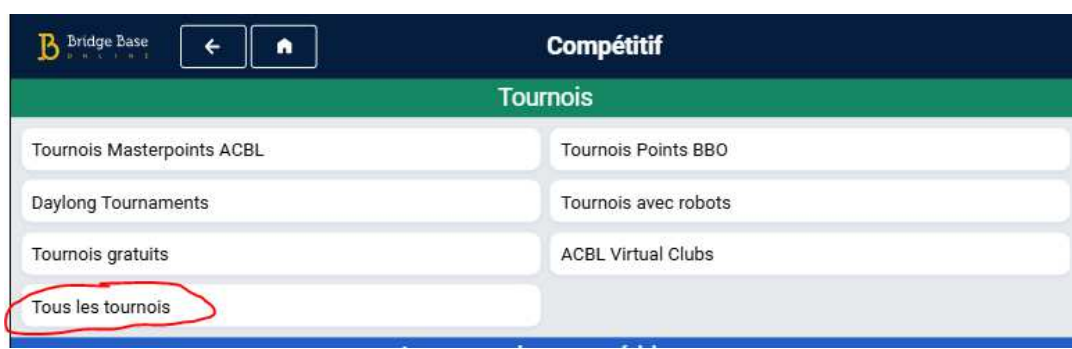 Bridge Base
ONLINE
Compétitif
Tournois
Tournois Masterpoints ACBL
Tournois Points BBO
Daylong Tournaments
Tournois avec robots
Tournois gratuits
ACBL Virtual Clubs
Tous les tournois